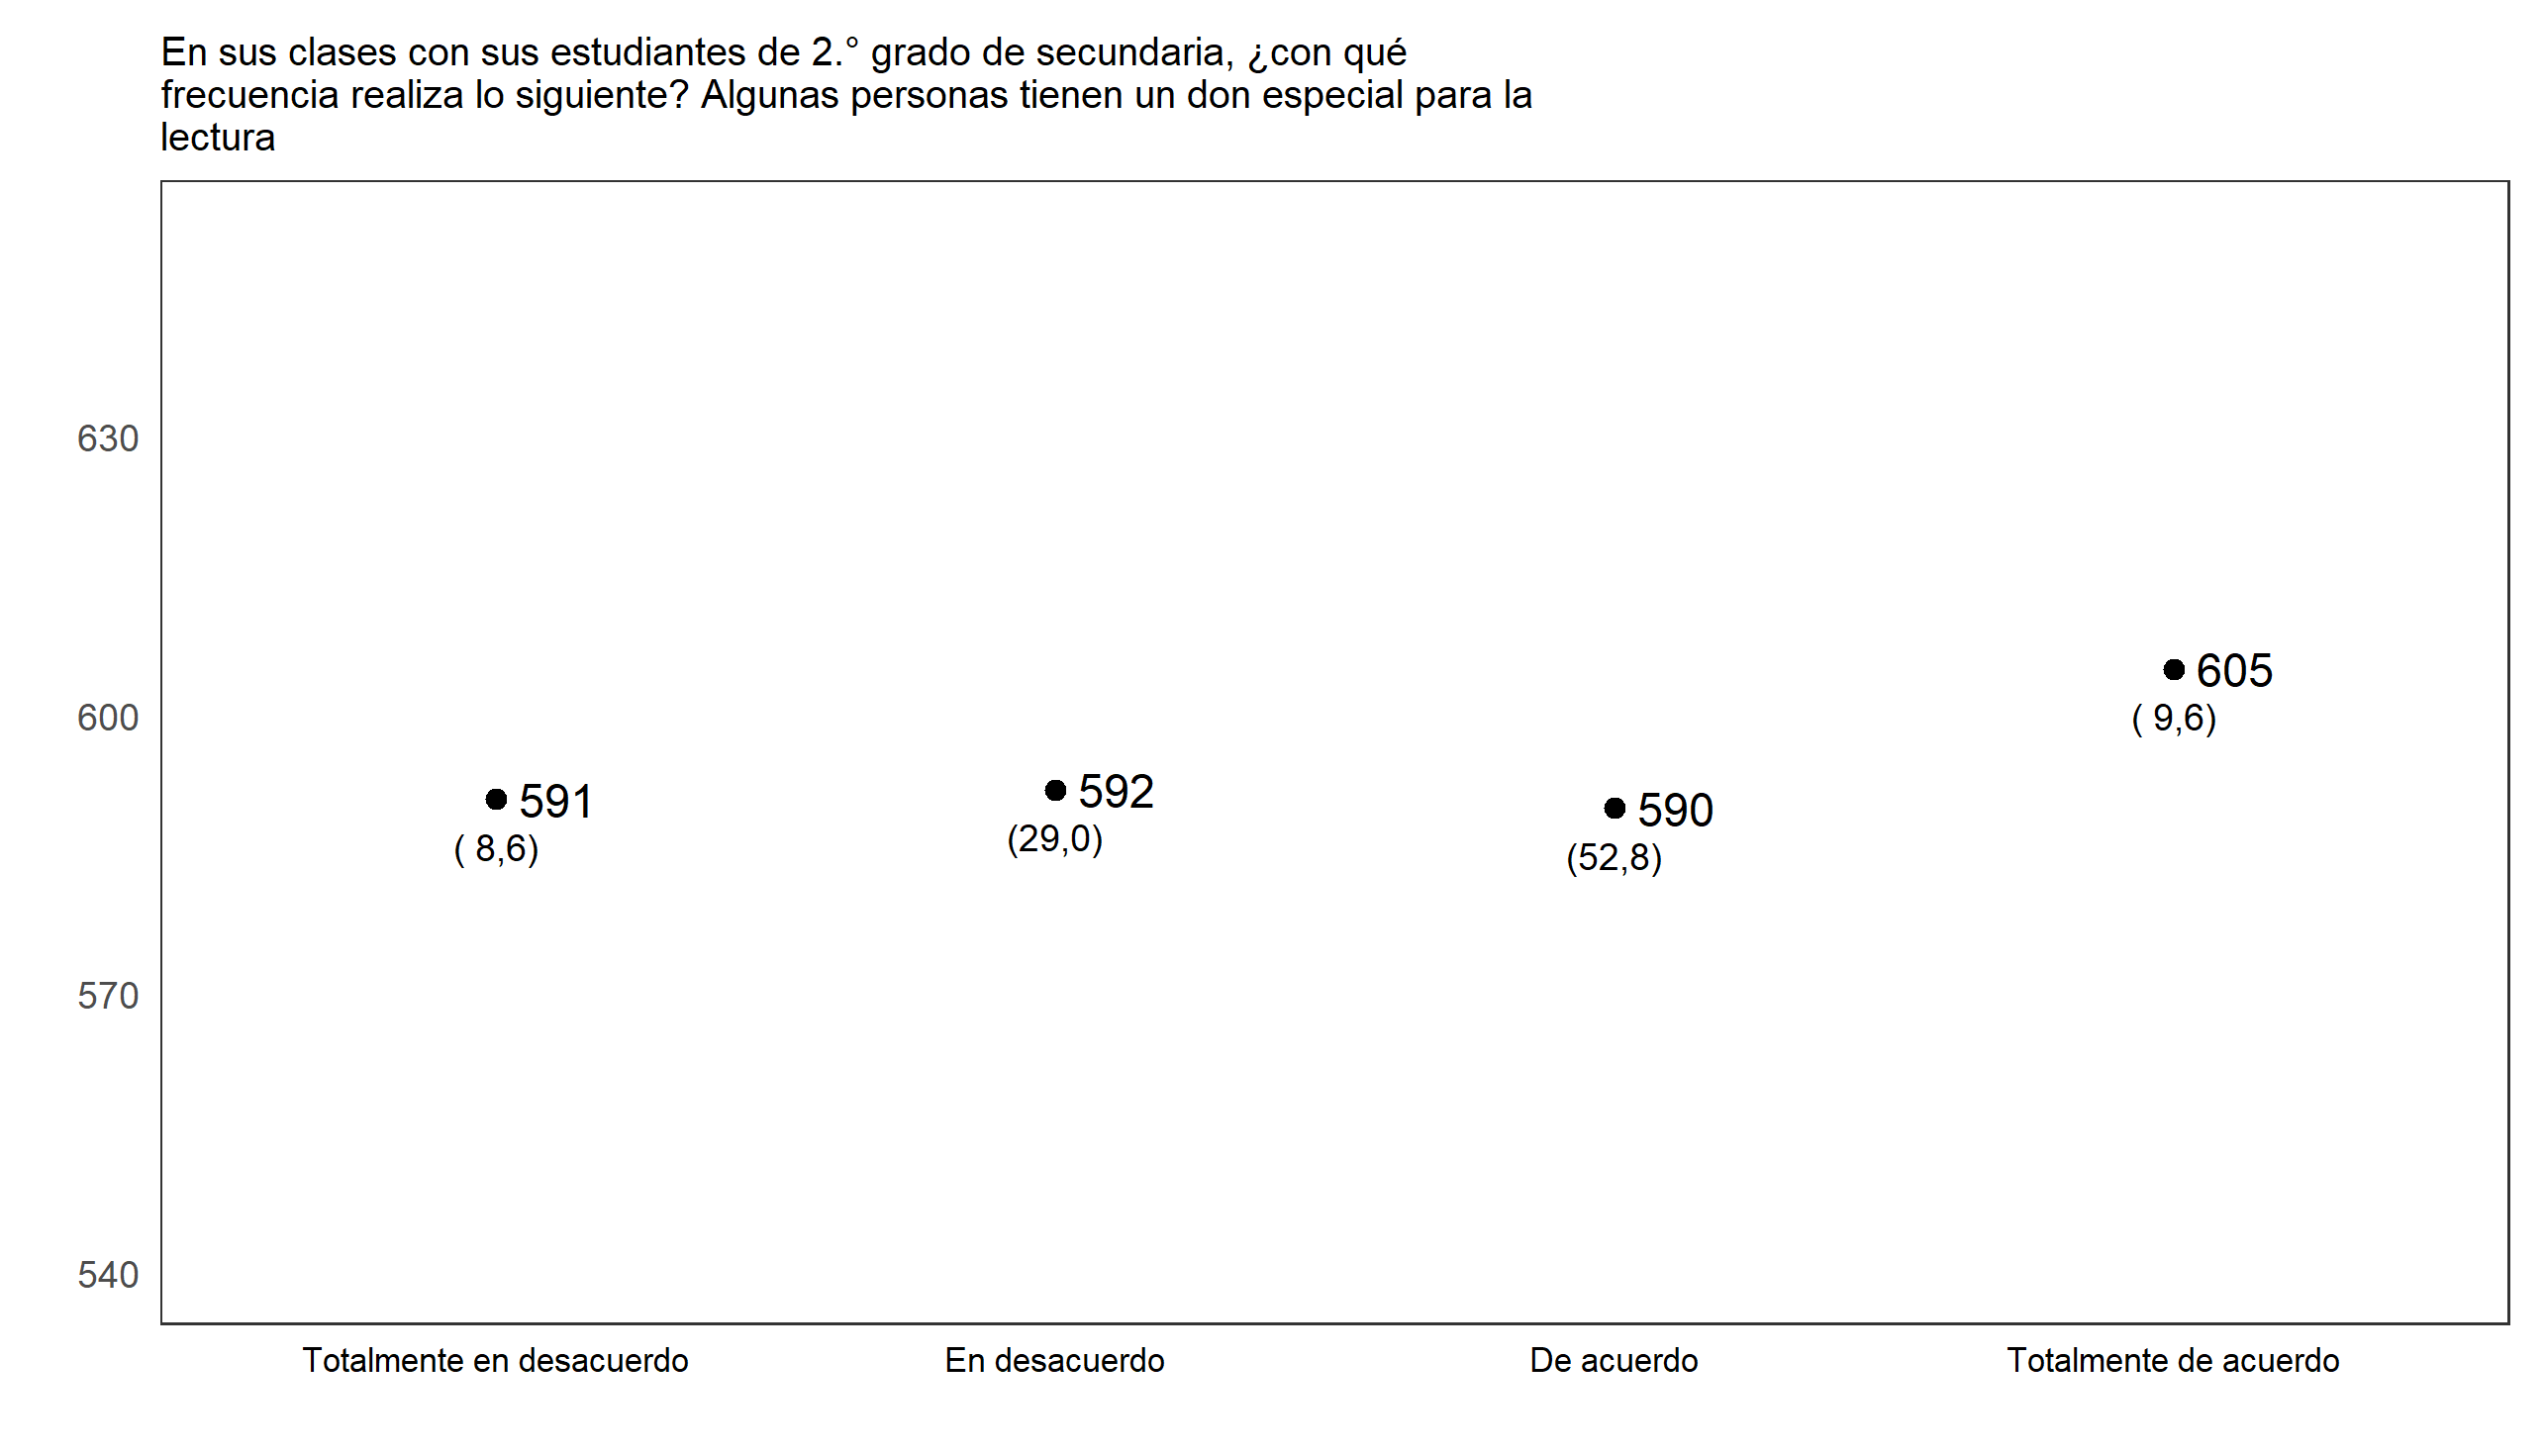 En sus clases con sus estudiantes de 2.° grado de secundaria, ¿con qué
frecuencia realiza lo siguiente? Algunas personas tienen un don especial para la
lectura
630
600
570
540
591
( 8,6)
592
(29,0)
590
(52,8)
605
( 9,6)
Totalmente en desacuerdo
En desacuerdo
De acuerdo
Totalmente de acuerdo